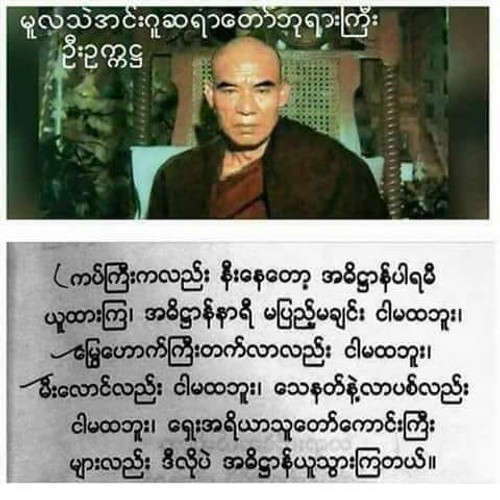 မူလသဲအင်းဂူဆရာတော်ဘုရားကြီး
ဦးဥက္ကဋ္ဌ
(ကပ်ကြီးကလည်း နီးနေတော့ အဓိဋ္ဌာန်ပါရမီ
ယူထားကြ၊ အဓိဋ္ဌာန်နာရီ မပြည့်မချင်း ငါမထဘူး၊
မြွေဟောက်ကြီးတက်လာလည်း ငါမထဘူး၊
မီးလောင်လည်း ငါမထဘူး၊ သေနတ်နဲ့လာပစ်လည်း
ငါမထဘူး၊ ရှေးအရိယာသူတော်ကောင်းကြီး
များလည်း ဒီလိုပဲ အဓိဋ္ဌာန်ယူသွားကြတယ်။